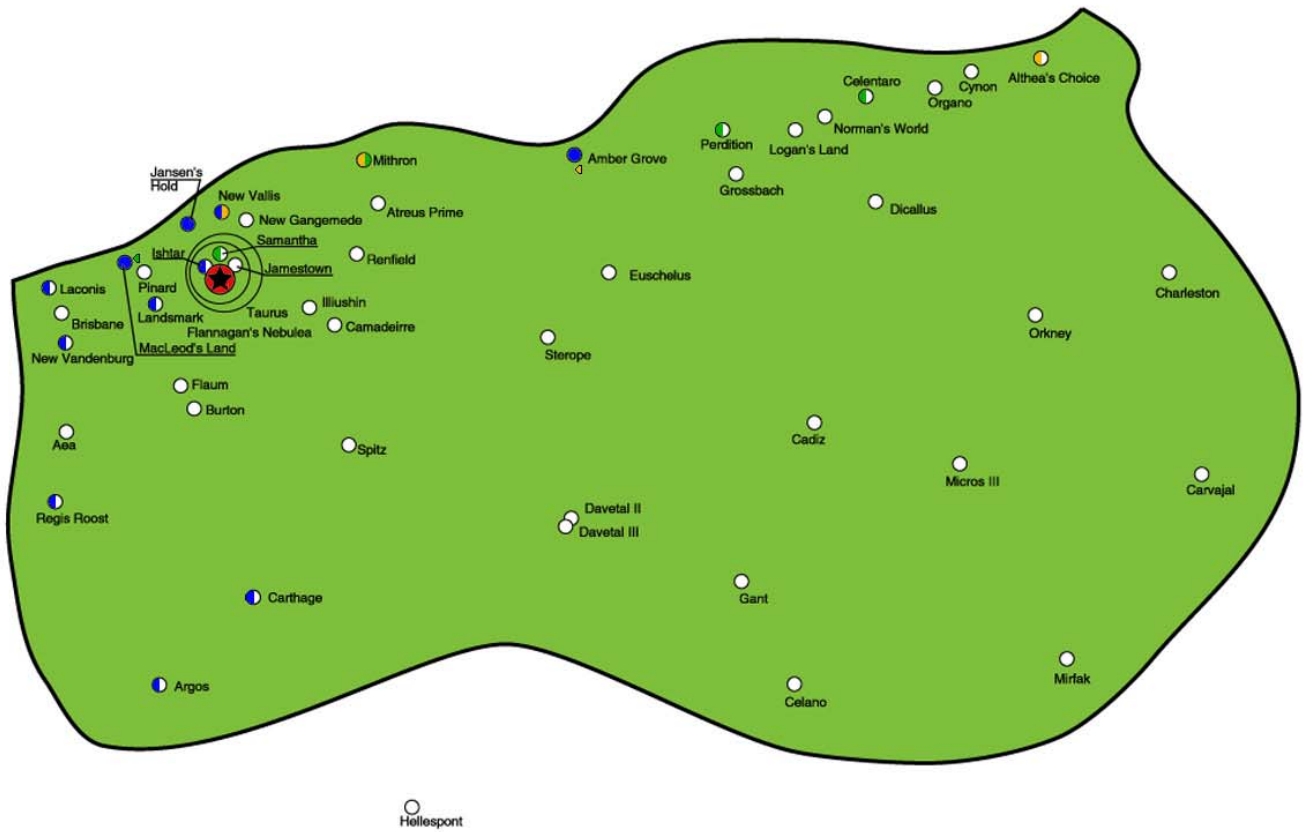 Celentaro
Althea's Choice
Cynon
Organo
Norman's World
Perdition
Logan's Land
Amber Grove
Mithron
Jansen's
Hold
Grossbach
New Vallis
Atreus Prime
Dicallus
New Gangemede
Samantha
Ishtar
Renfield
Jamestown
Euschelus
Pinard
Laconis
Charleston
Illiushin
Landsmark
Taurus
Brisbane
Camadeirre
Flannagan's Nebulea
Orkney
MacLeod's Land
Sterope
New Vandenburg
Flaum
Burton
Cadiz
Aea
Spitz
Micros III
Carvajal
Davetal II
Regis Roost
Davetal III
Carthage
Gant
Mirfak
Argos
Celano
Hellespont